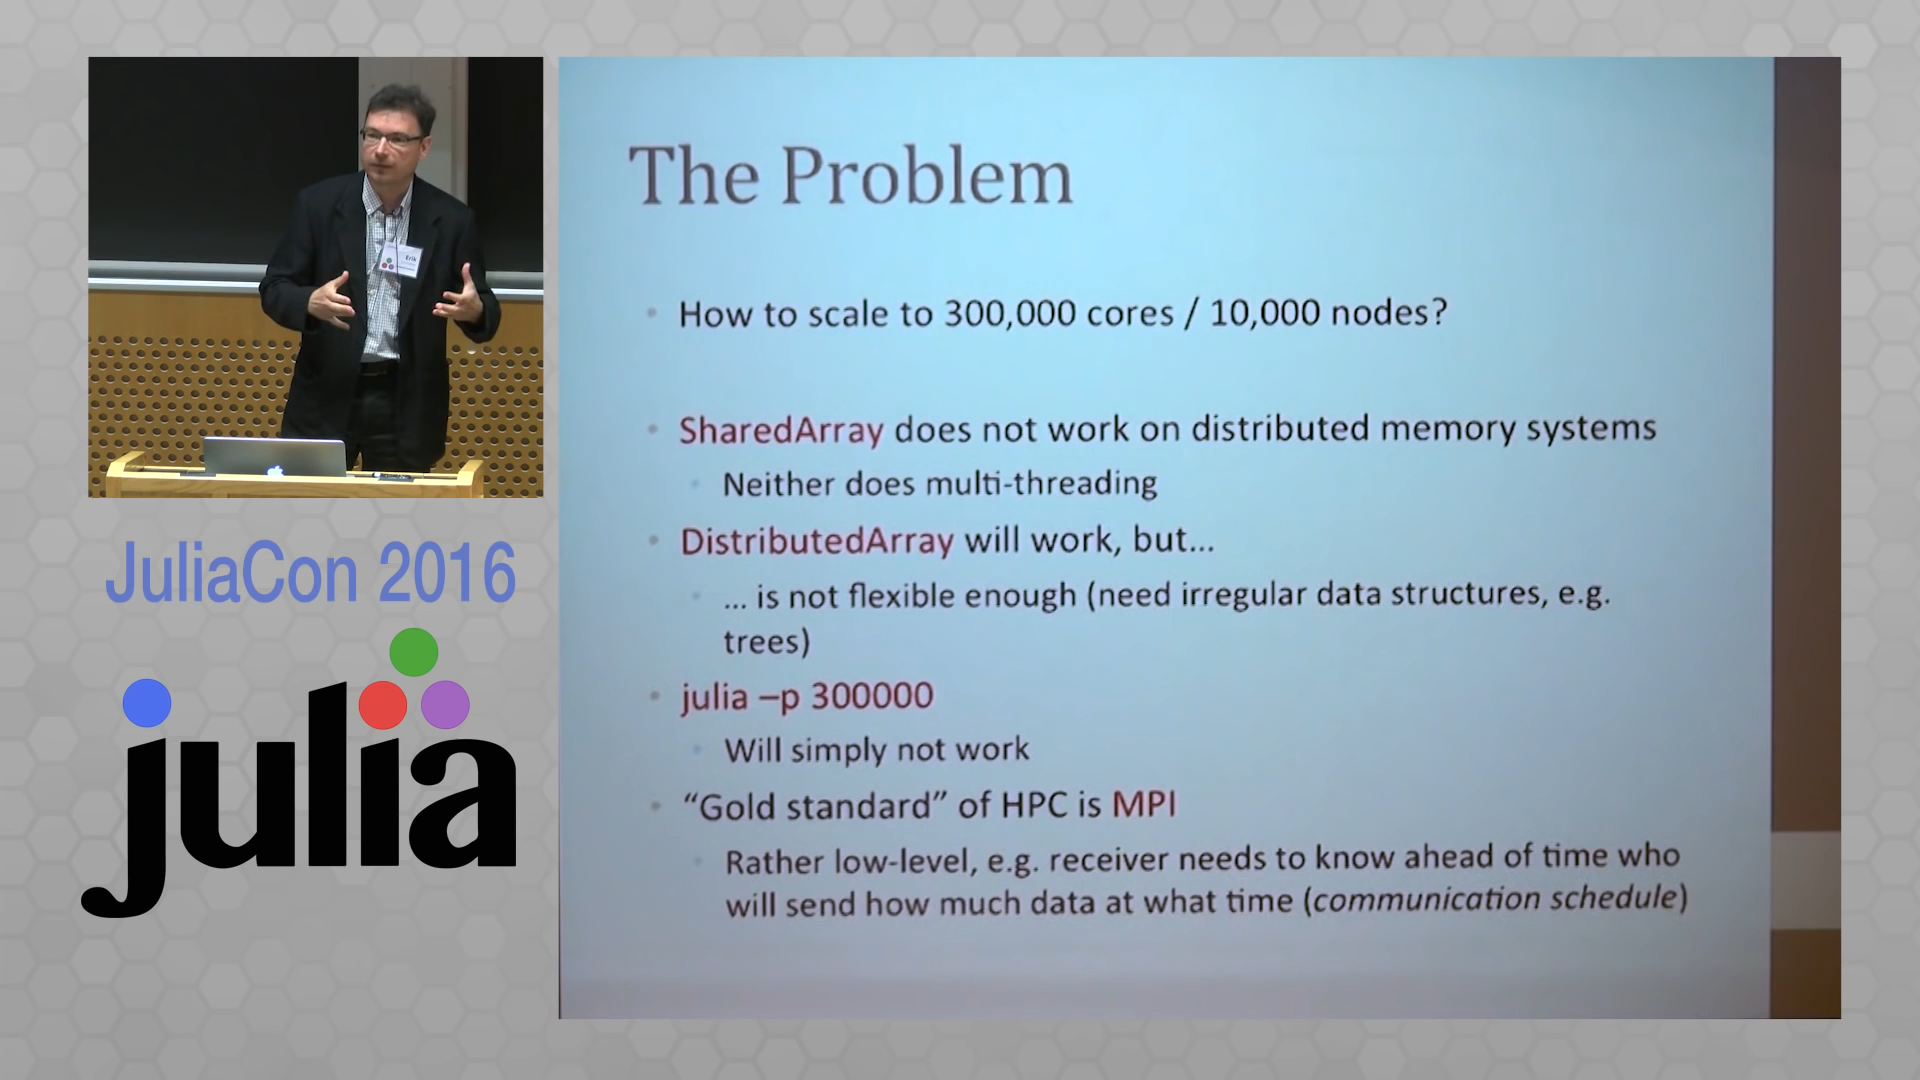 Erik
JuliaCon 2016
julia
The Problem
How to scale to 300,000 cores / 10,000 nodes?
SharedArray does not work on distributed memory systems
Neither does multi-threading
DistributedArray will work, but...
... is not flexible enough (need irregular data structures, e.g.
trees)
julia –p 300000
Will simply not work
“Gold standard” of HPC is MPI
Rather low-level, e.g. receiver needs to know ahead of time who
will send how much data at what time (communication schedule)